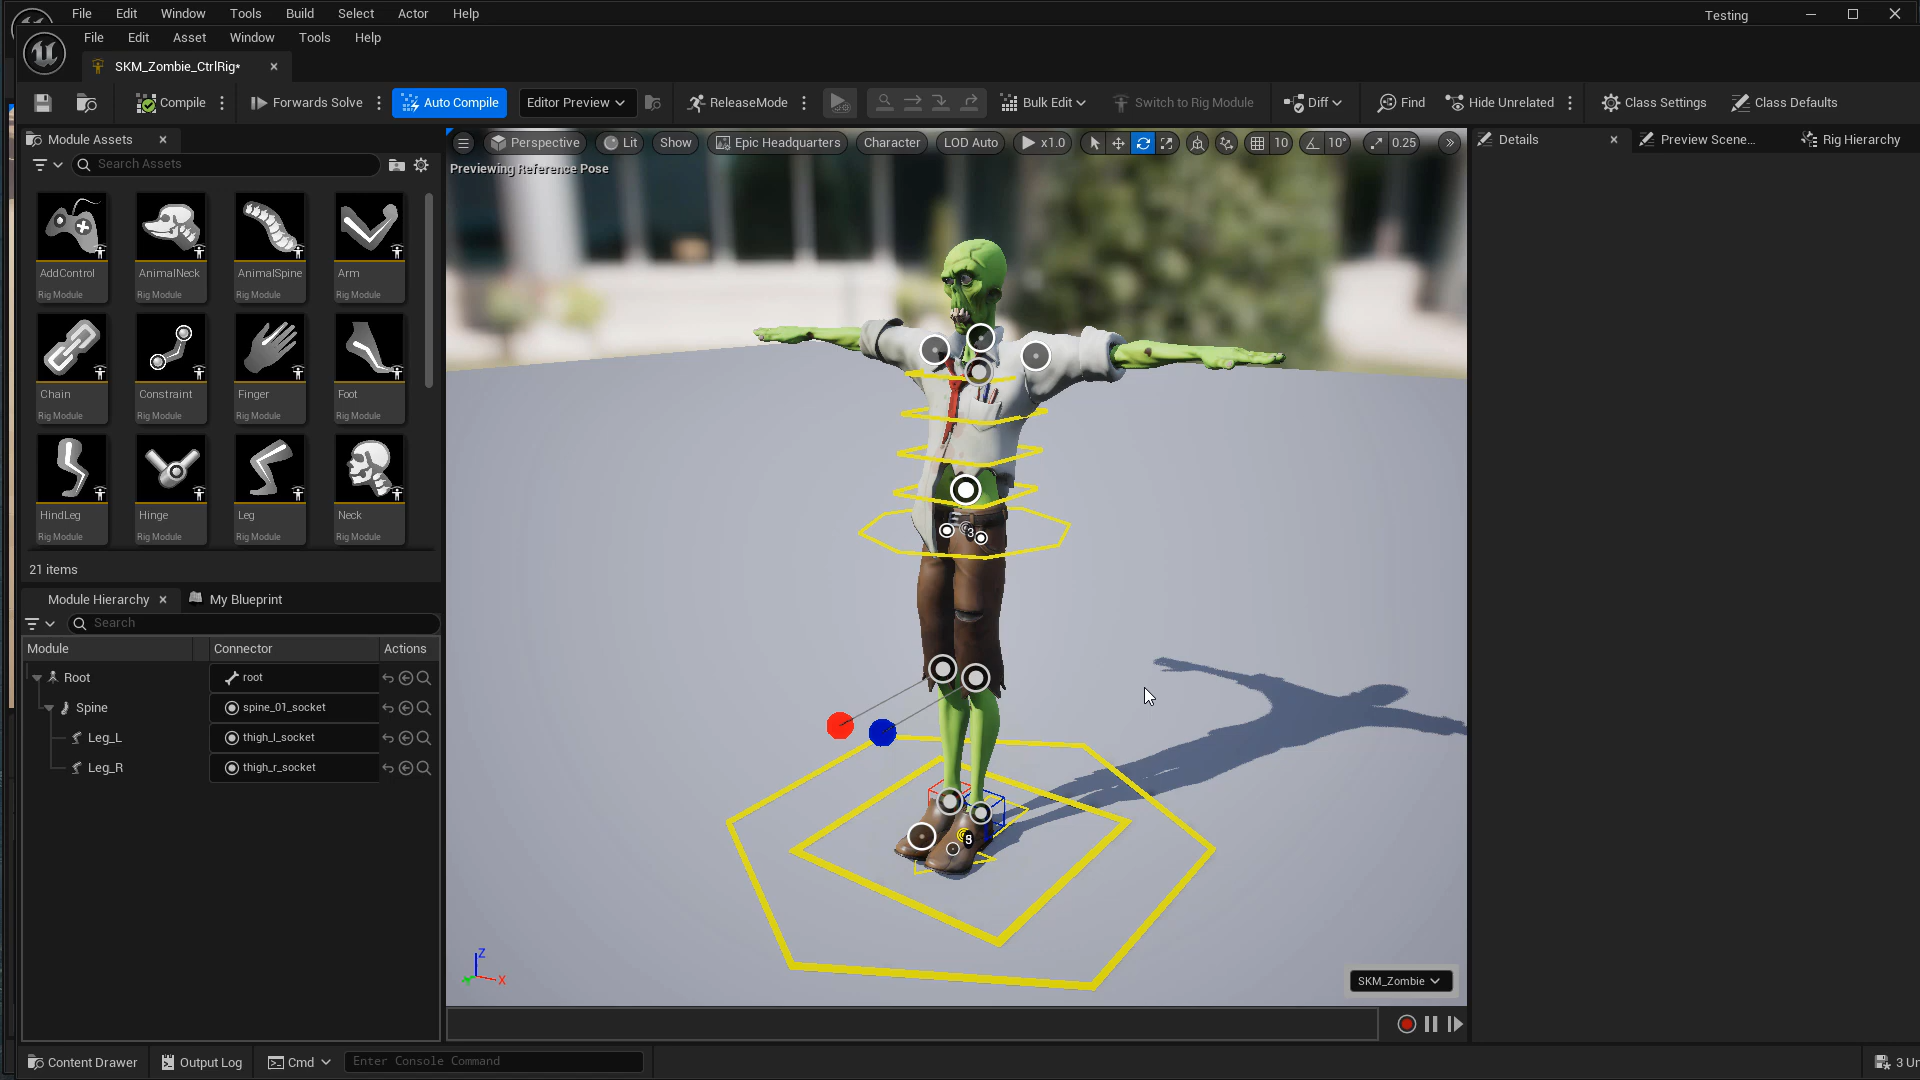 File Edit Window Tools Build Select Actor Help
Testing
File Edit Asset Window Tools Help
SKM_Zombie_CtrlRig*
Compile Forwards Solve Auto Compile Editor Preview ReleaseMode Bulk Edit Switch to Rig Module Diff Find Hide Unrelated Class Settings Class Defaults
Module Assets
Search Assets
AddControl AnimalNeck AnimalSpine Arm
Rig Module Rig Module Rig Module Rig Module
Chain Constraint Finger Foot
Rig Module Rig Module Rig Module Rig Module
HindLeg Hinge Leg Neck
Rig Module Rig Module Rig Module Rig Module
21 items
Module Hierarchy My Blueprint
Search
Module Connector Actions
Root root
Spine spine_01_socket
Leg_L thigh_l_socket
Leg_R thigh_r_socket
Perspective Lit Show Epic Headquarters Character LOD Auto x1.0 10 10° 0.25
Previewing Reference Pose
3
Z
X
SKM_Zombie
Details Preview Scene... Rig Hierarchy
Content Drawer Output Log Cmd Enter Console Command
3 Un